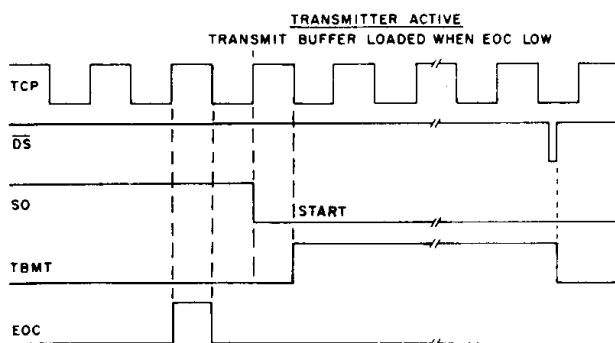 TRANSMITTER ACTIVE
TRANSMIT BUFFER LOADED WHEN EOC LOW
TCP
DS
SO
START
TBMT
EOC